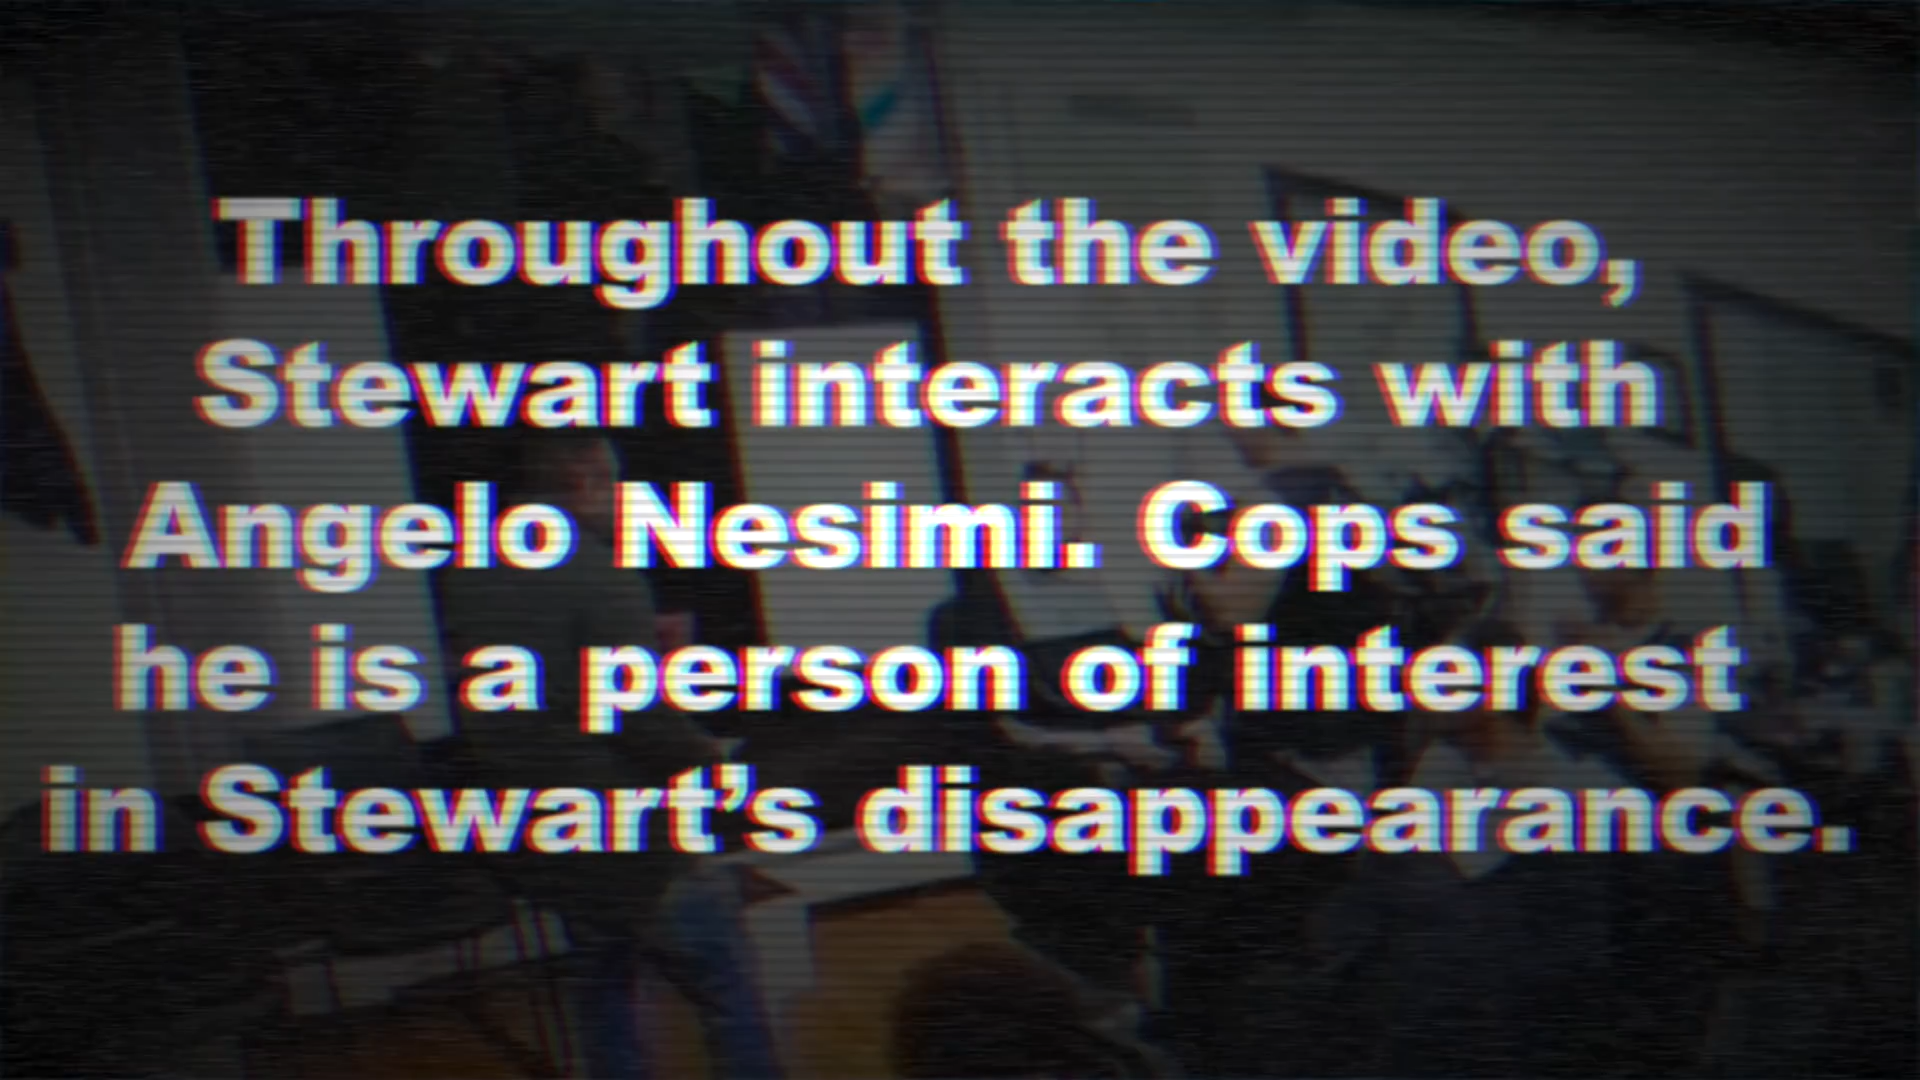 Throughout the video,
Stewart interacts with
Angelo Nesimi. Cops said
he is a person of interest
in Stewart’s disappearance.